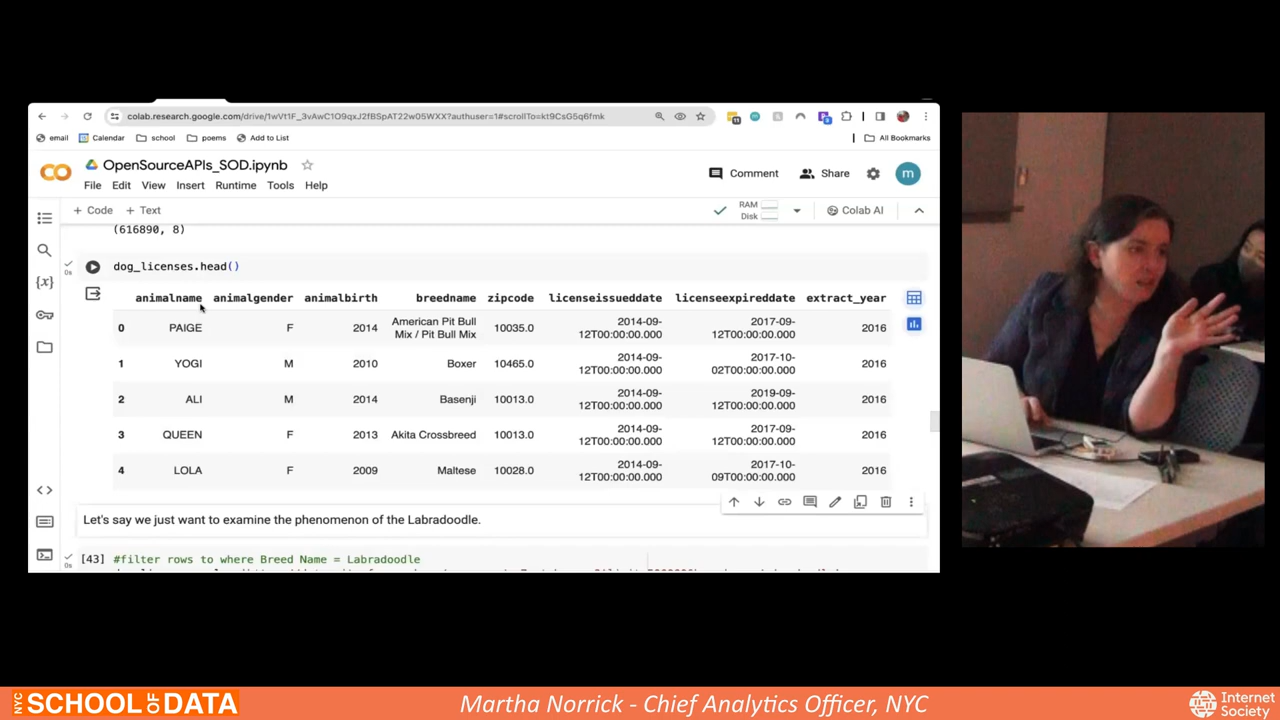 colab.research.google.com/drive/1wVt1F_3vAwC1O9qxJ2fBSpAT22w05WXX?authuser=1#scrollTo=kt9CsG5q6fmk
email Calendar school poems Add to List All Bookmarks
OpenSourceAPIs_SOD.ipynb
Comment Share m
File Edit View Insert Runtime Tools Help
+ Code + Text
RAM
Disk
Colab AI
(616890, 8)
dog_licenses.head()
animalname animalgender animalbirth breedname zipcode licenseissueddate licenseexpireddate extract_year
0 PAIGE F 2014 American Pit Bull Mix / Pit Bull Mix 10035.0 2014-09-12T00:00:00.000 2017-09-12T00:00:00.000 2016
1 YOGI M 2010 Boxer 10465.0 2014-09-12T00:00:00.000 2017-10-02T00:00:00.000 2016
2 ALI M 2014 Basenji 10013.0 2014-09-12T00:00:00.000 2019-09-12T00:00:00.000 2016
3 QUEEN F 2013 Akita Crossbreed 10013.0 2014-09-12T00:00:00.000 2017-09-12T00:00:00.000 2016
4 LOLA F 2009 Maltese 10028.0 2014-09-12T00:00:00.000 2017-10-09T00:00:00.000 2016
Let's say we just want to examine the phenomenon of the Labradoodle.
[43] #filter rows to where Breed Name = Labradoodle
NYC SCHOOL OF DATA
Martha Norrick - Chief Analytics Officer, NYC
Internet
Society